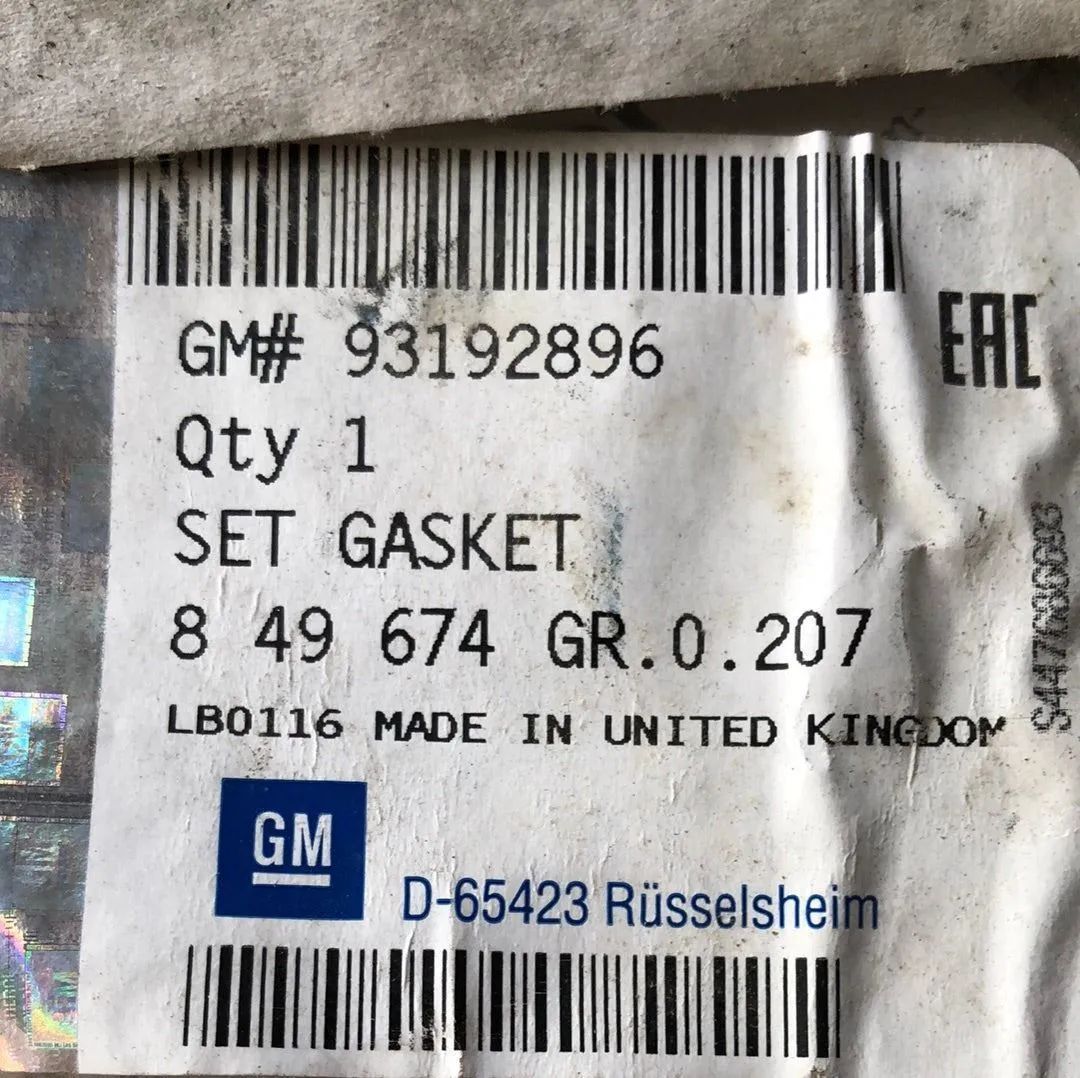 GM# 93192896
EAC
Qty 1
SET GASKET
8 49 674 GR.0.207
LB0116 MADE IN UNITED KINGDOM
GM
D-65423 Rüsselsheim